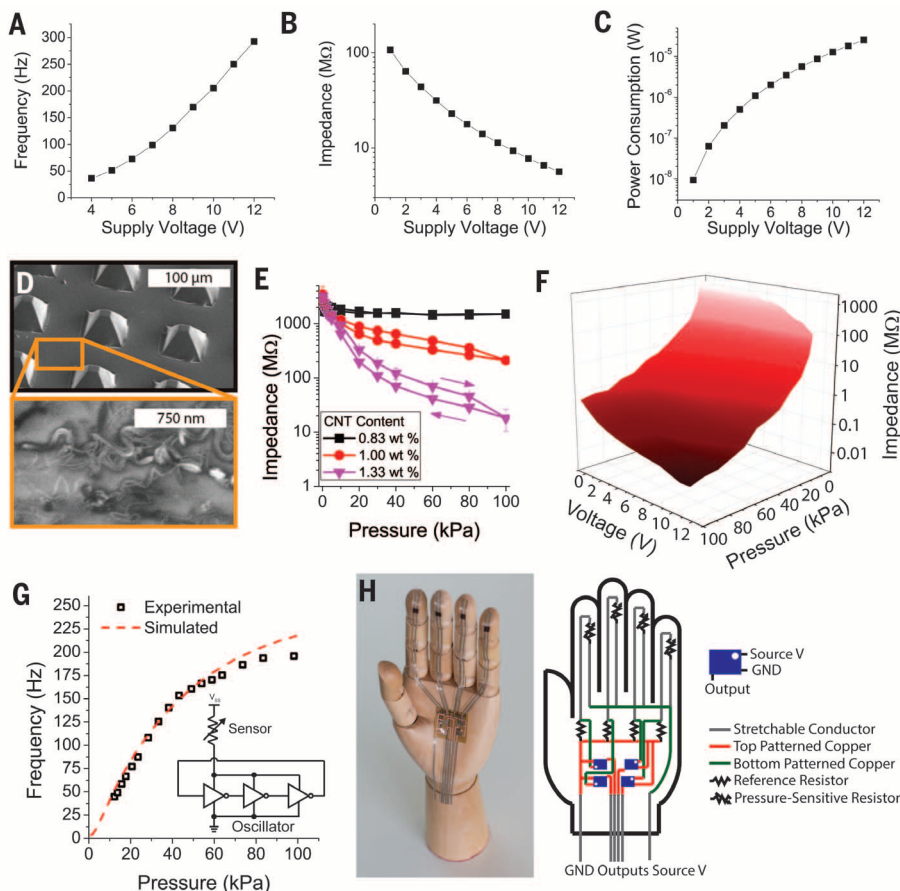 A
Frequency (Hz)
300
250
200
150
100
50
0
4 6 8 10 12
Supply Voltage (V)
B
Impedance (MΩ)
100
10
0 2 4 6 8 10 12
Supply Voltage (V)
C
Power Consumption (W)
10⁻⁵
10⁻⁶
10⁻⁷
10⁻⁸
0 2 4 6 8 10 12
Supply Voltage (V)
D
100 µm
750 nm
E
Impedance (MΩ)
1000
100
10
1
CNT Content
0.83 wt %
1.00 wt %
1.33 wt %
0 20 40 60 80 100
Pressure (kPa)
F
1000
100
10
1
0.1
0.01
Impedance (MΩ)
0 2 4 6 8 10 12
Voltage (V)
100 80 60 40 20 0
Pressure (kPa)
G
Frequency (Hz)
250
225
200
175
150
125
100
75
50
25
0
Experimental
Simulated
Sensor
Oscillator
0 20 40 60 80 100
Pressure (kPa)
H
Source V
GND
Output
Stretchable Conductor
Top Patterned Copper
Bottom Patterned Copper
Reference Resistor
Pressure-Sensitive Resistor
GND Outputs Source V